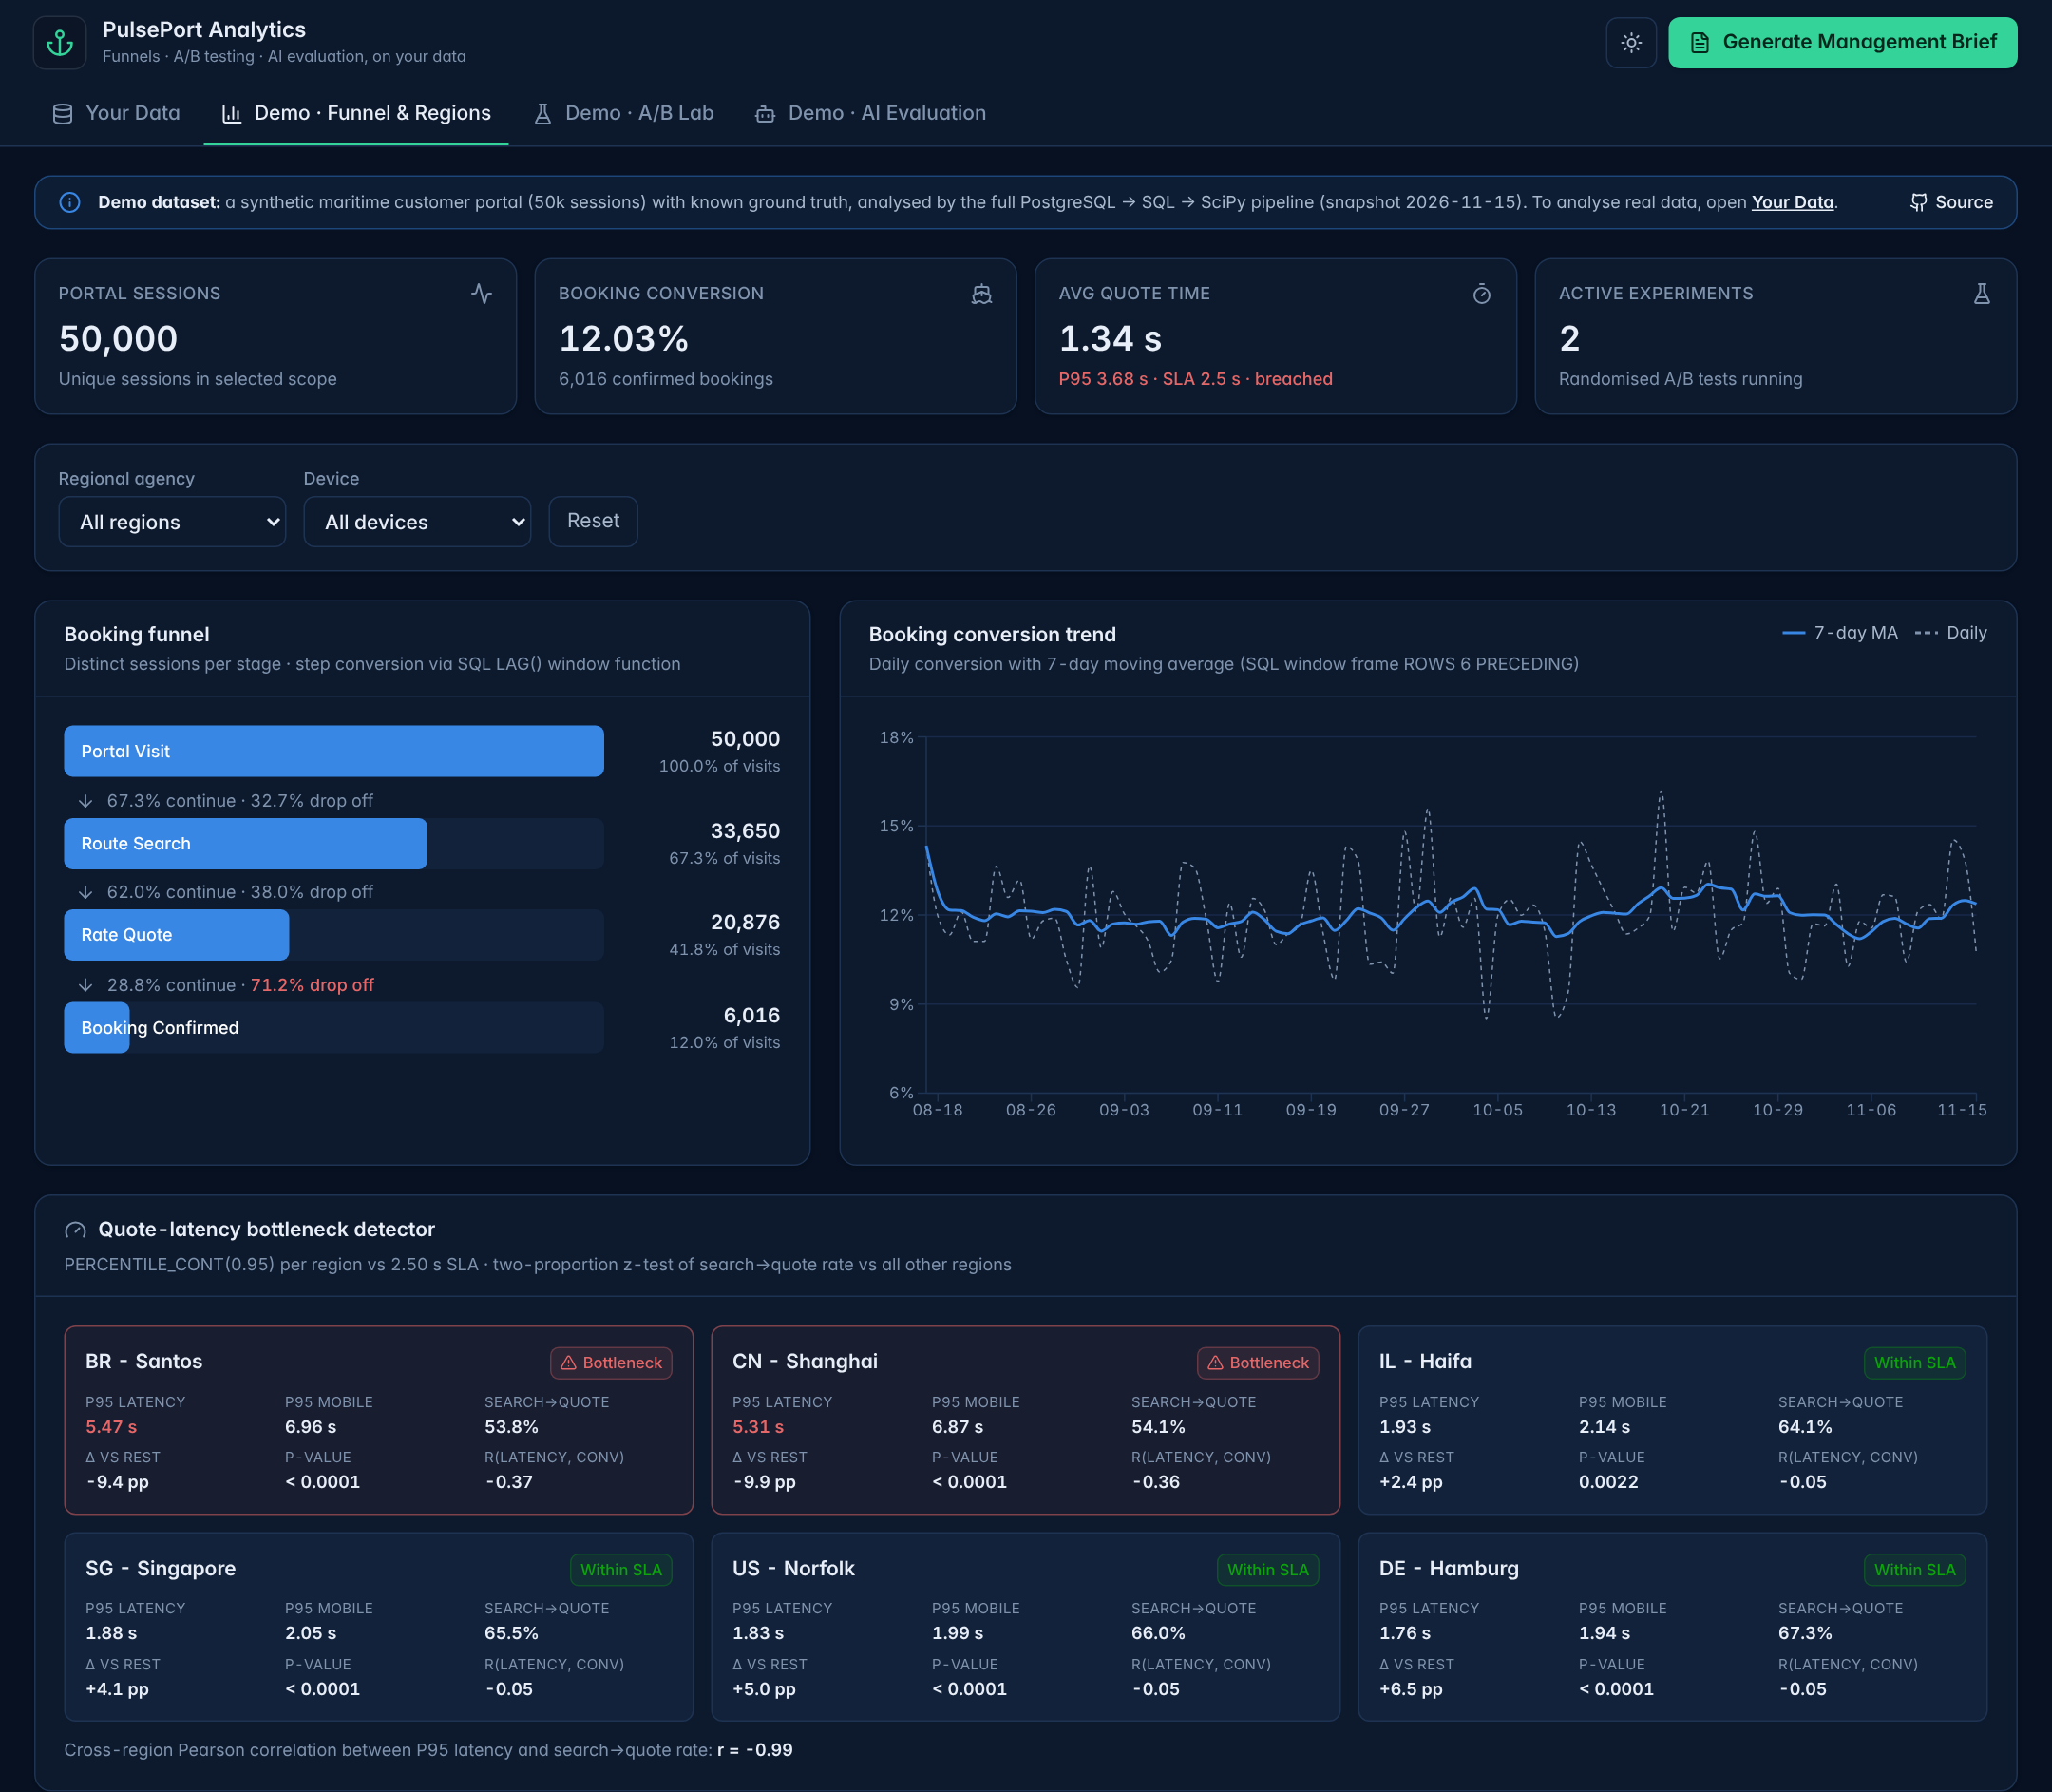 PulsePort Analytics
Funnels · A/B testing · AI evaluation, on your data
Generate Management Brief
Your Data
Demo · Funnel & Regions
Demo · A/B Lab
Demo · AI Evaluation
Demo dataset: a synthetic maritime customer portal (50k sessions) with known ground truth, analysed by the full PostgreSQL → SQL → SciPy pipeline (snapshot 2026-11-15). To analyse real data, open Your Data.
Source
PORTAL SESSIONS
50,000
Unique sessions in selected scope
BOOKING CONVERSION
12.03%
6,016 confirmed bookings
AVG QUOTE TIME
1.34 s
P95 3.68 s · SLA 2.5 s · breached
ACTIVE EXPERIMENTS
2
Randomised A/B tests running
Regional agency
All regions
Device
All devices
Reset
Booking funnel
Distinct sessions per stage · step conversion via SQL LAG() window function
Portal Visit
50,000
100.0% of visits
↓ 67.3% continue · 32.7% drop off
Route Search
33,650
67.3% of visits
↓ 62.0% continue · 38.0% drop off
Rate Quote
20,876
41.8% of visits
↓ 28.8% continue · 71.2% drop off
Booking Confirmed
6,016
12.0% of visits
Booking conversion trend
Daily conversion with 7-day moving average (SQL window frame ROWS 6 PRECEDING)
7-day MA
Daily
18%
15%
12%
9%
6%
08-18 08-26 09-03 09-11 09-19 09-27 10-05 10-13 10-21 10-29 11-06 11-15
Quote-latency bottleneck detector
PERCENTILE_CONT(0.95) per region vs 2.50 s SLA · two-proportion z-test of search→quote rate vs all other regions
BR - Santos
Bottleneck
P95 LATENCY P95 MOBILE SEARCH→QUOTE
5.47 s 6.96 s 53.8%
Δ VS REST P-VALUE R(LATENCY, CONV)
-9.4 pp < 0.0001 -0.37
CN - Shanghai
Bottleneck
P95 LATENCY P95 MOBILE SEARCH→QUOTE
5.31 s 6.87 s 54.1%
Δ VS REST P-VALUE R(LATENCY, CONV)
-9.9 pp < 0.0001 -0.36
IL - Haifa
Within SLA
P95 LATENCY P95 MOBILE SEARCH→QUOTE
1.93 s 2.14 s 64.1%
Δ VS REST P-VALUE R(LATENCY, CONV)
+2.4 pp 0.0022 -0.05
SG - Singapore
Within SLA
P95 LATENCY P95 MOBILE SEARCH→QUOTE
1.88 s 2.05 s 65.5%
Δ VS REST P-VALUE R(LATENCY, CONV)
+4.1 pp < 0.0001 -0.05
US - Norfolk
Within SLA
P95 LATENCY P95 MOBILE SEARCH→QUOTE
1.83 s 1.99 s 66.0%
Δ VS REST P-VALUE R(LATENCY, CONV)
+5.0 pp < 0.0001 -0.05
DE - Hamburg
Within SLA
P95 LATENCY P95 MOBILE SEARCH→QUOTE
1.76 s 1.94 s 67.3%
Δ VS REST P-VALUE R(LATENCY, CONV)
+6.5 pp < 0.0001 -0.05
Cross-region Pearson correlation between P95 latency and search→quote rate: r = -0.99